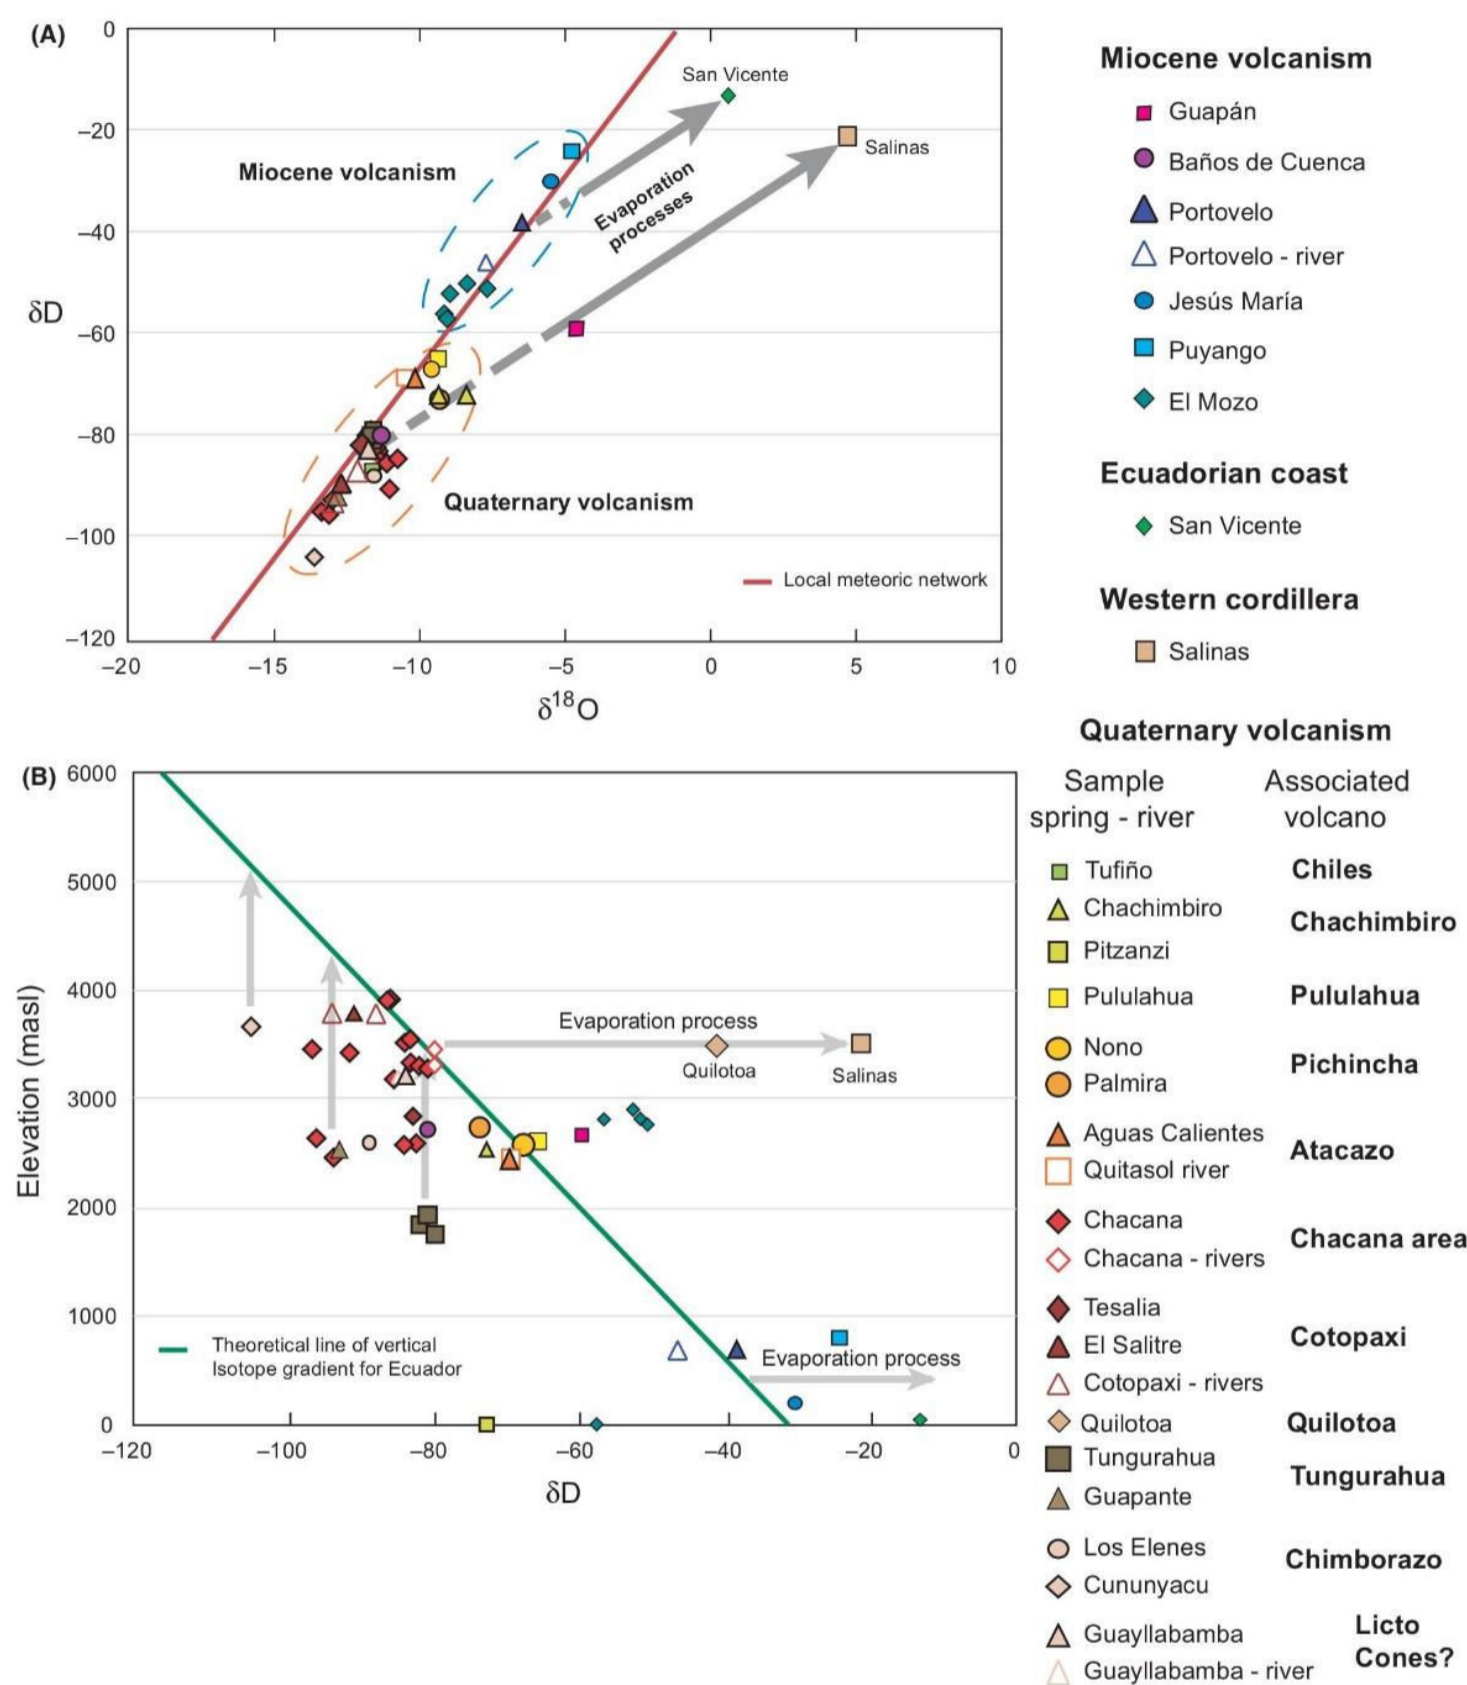 (A)
0
−20
−40
−60
−80
−100
−120
δD
−20
−15
−10
−5
0
5
10
δ18O
San Vicente
Salinas
Miocene volcanism
Evaporation
processes
Quaternary volcanism
Local meteoric network
Miocene volcanism
Guapán
Baños de Cuenca
Portovelo
Portovelo - river
Jesús María
Puyango
El Mozo
Ecuadorian coast
San Vicente
Western cordillera
Salinas
(B)
6000
5000
4000
3000
2000
1000
0
Elevation (masl)
−120
−100
−80
−60
−40
−20
0
δD
Evaporation process
Quilotoa
Salinas
Evaporation process
Theoretical line of vertical
Isotope gradient for Ecuador
Quaternary volcanism
Sample
spring - river
Associated
volcano
Tufiño
Chiles
Chachimbiro
Chachimbiro
Pitzanzi
Pululahua
Pululahua
Nono
Pichincha
Palmira
Aguas Calientes
Atacazo
Quitasol river
Chacana
Chacana area
Chacana - rivers
Tesalia
Cotopaxi
El Salitre
Cotopaxi - rivers
Quilotoa
Quilotoa
Tungurahua
Tungurahua
Guapante
Los Elenes
Chimborazo
Cununyacu
Guayllabamba
Licto
Cones?
Guayllabamba - river